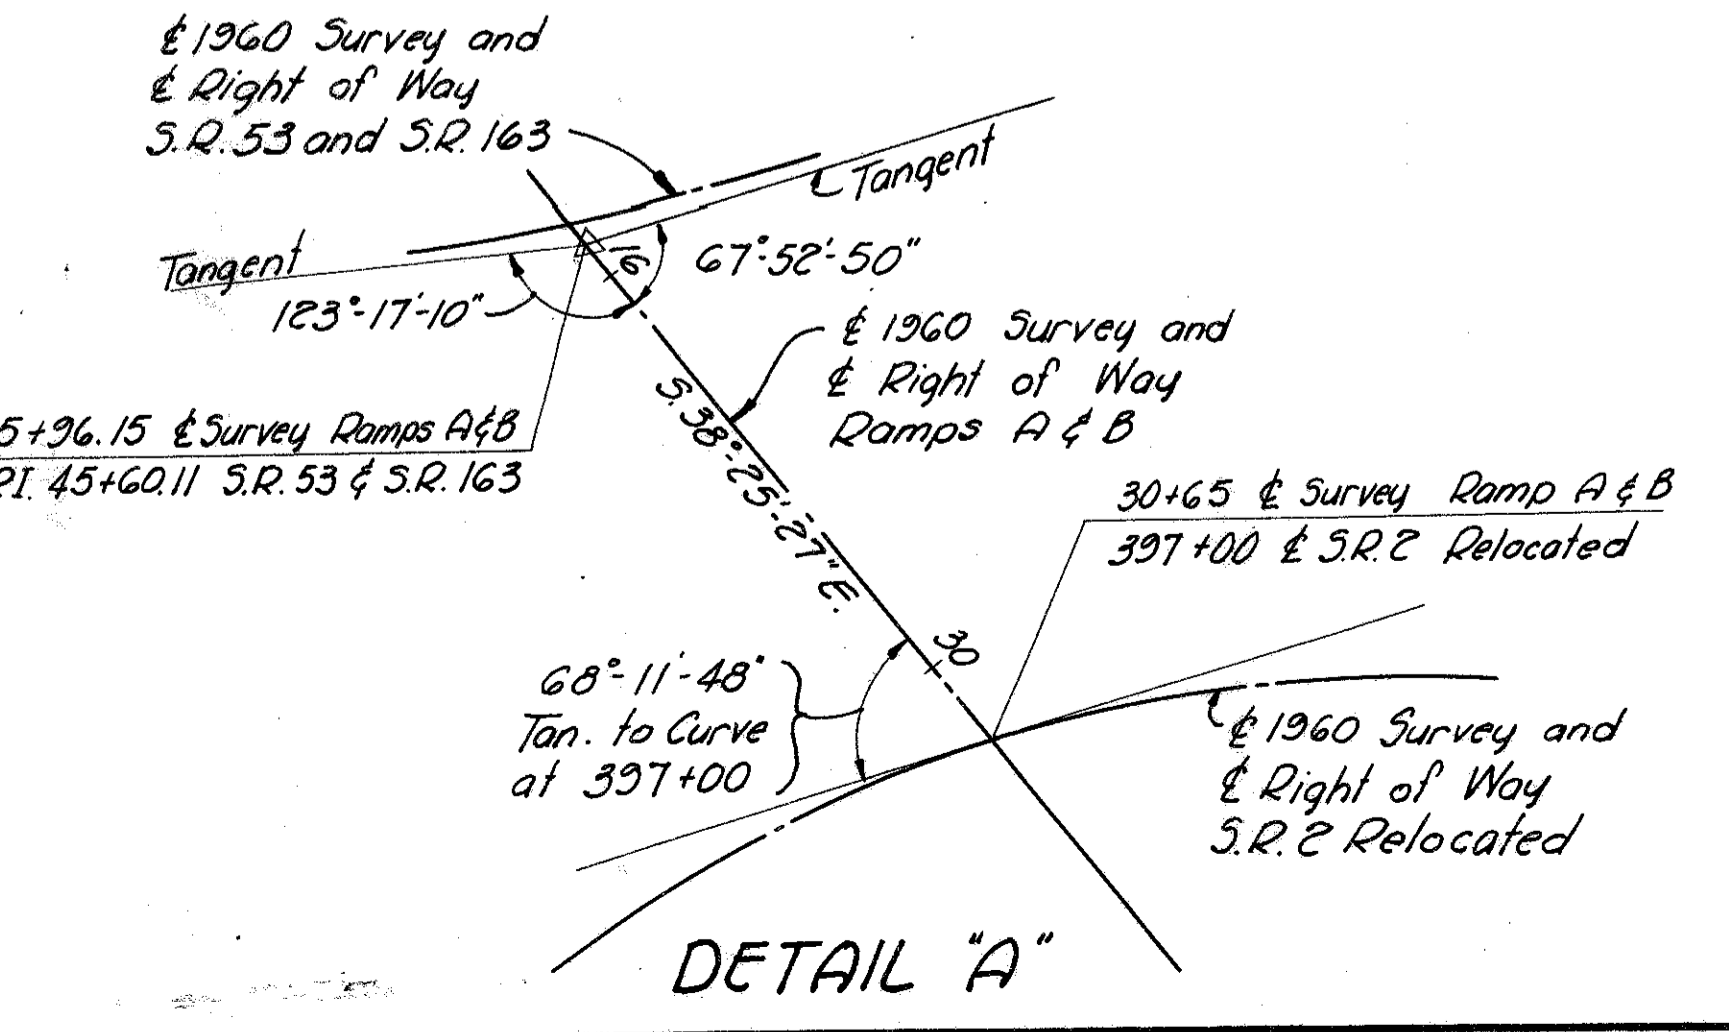 ℄ 1960 Survey and
℄ Right of Way
S.R. 53 and S.R. 163
Tangent
Tangent
16
67°-52'-50"
123°-17'-10"
℄ 1960 Survey and
℄ Right of Way
Ramps A & B
S. 38°-25'-27" E.
5+96.15 ℄ Survey Ramps A & B
P.I. 45+60.11 S.R. 53 & S.R. 163
30+65 ℄ Survey Ramp A & B
397+00 ℄ S.R. 2 Relocated
30
68°-11'-48"
Tan. to Curve
at 397+00
℄ 1960 Survey and
℄ Right of Way
S.R. 2 Relocated
DETAIL "A"